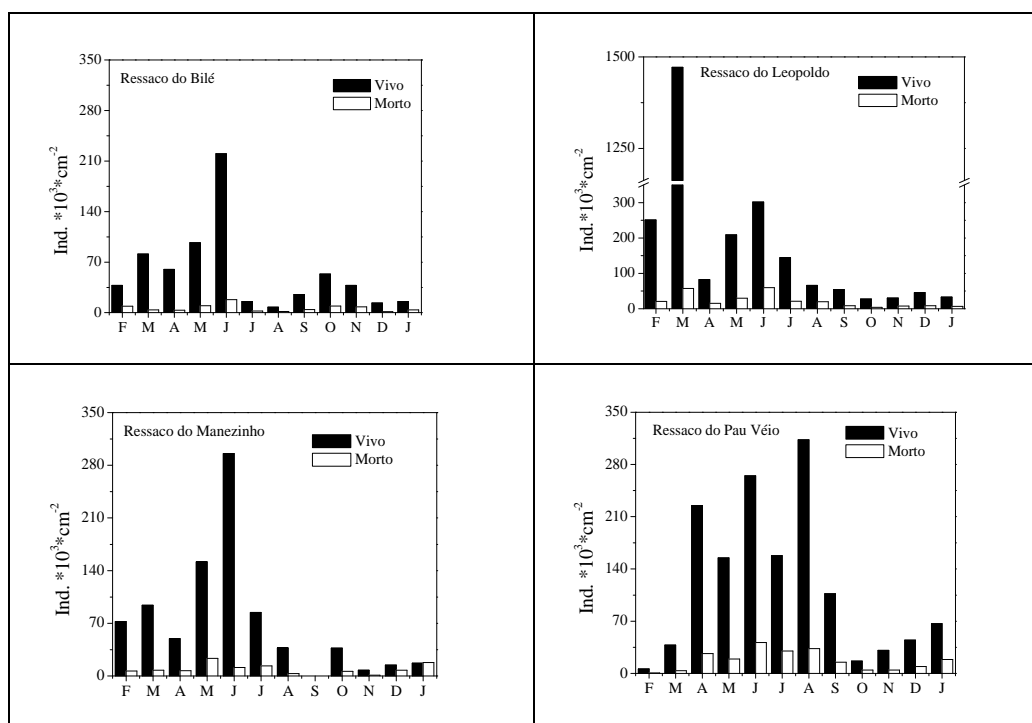 350
280
210
140
70
0
Ind. *10³*cm⁻²
Ressaco do Bilé
Vivo
Morto
F M A M J J A S O N D J
1500
1250
300
200
100
0
Ind. *10³*cm⁻²
Ressaco do Leopoldo
Vivo
Morto
F M A M J J A S O N D J
350
280
210
140
70
0
Ind. *10³*cm⁻²
Ressaco do Manezinho
Vivo
Morto
F M A M J J A S O N D J
350
280
210
140
70
0
Ind. *10³*cm⁻²
Ressaco do Pau Véio
Vivo
Morto
F M A M J J A S O N D J